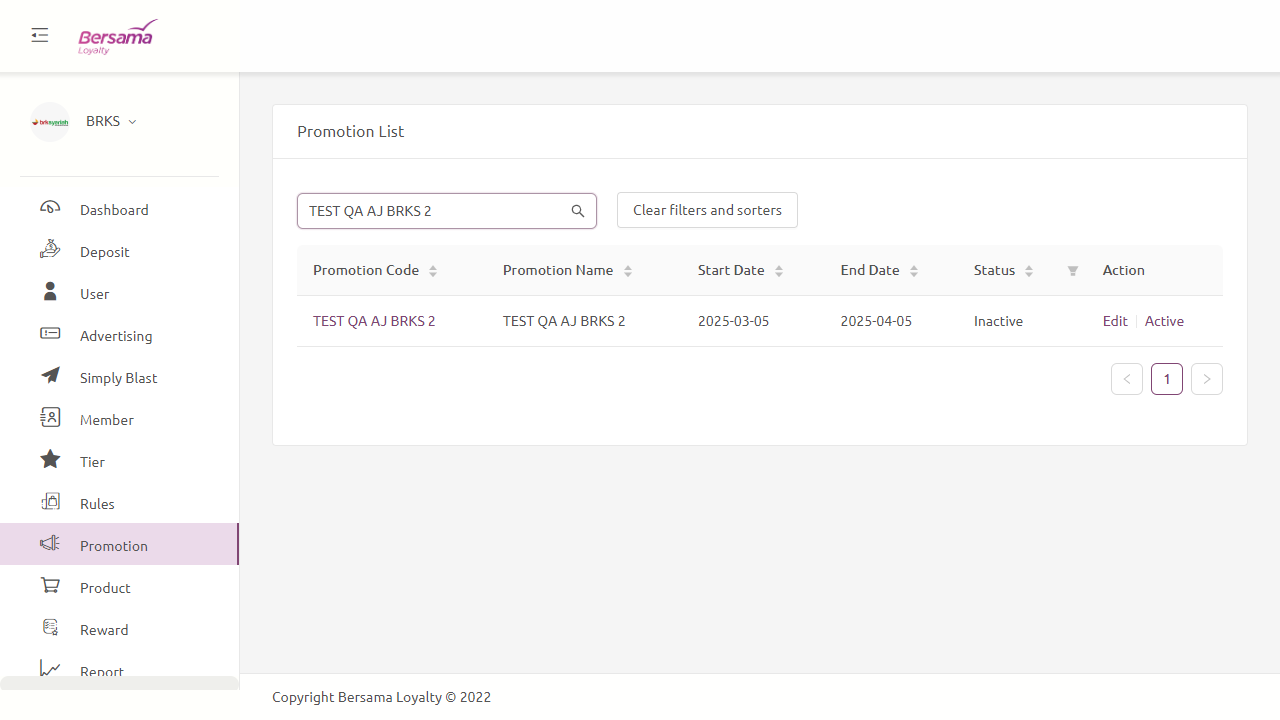 Bersama
Loyalty
brksyariah
BRKS
Dashboard
Deposit
User
Advertising
Simply Blast
Member
Tier
Rules
Promotion
Product
Reward
Report
Promotion List
TEST QA AJ BRKS 2
Clear filters and sorters
Promotion Code Promotion Name Start Date End Date Status Action
TEST QA AJ BRKS 2 TEST QA AJ BRKS 2 2025-03-05 2025-04-05 Inactive Edit Active
1
Copyright Bersama Loyalty © 2022